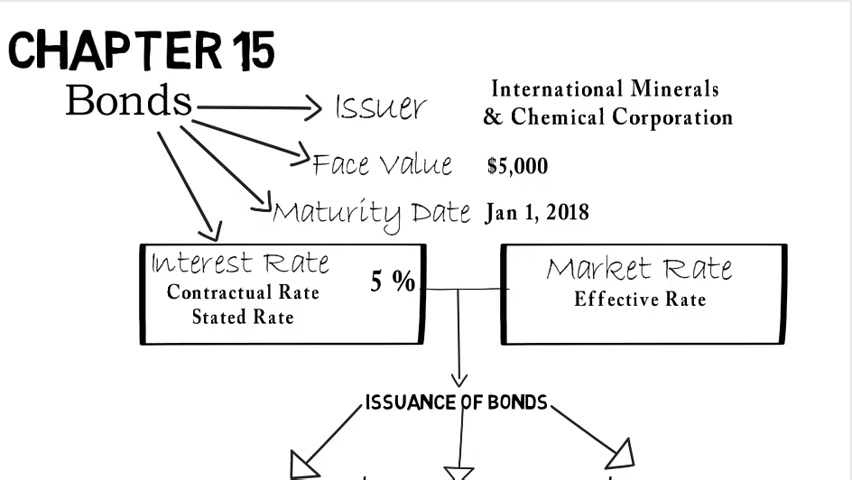 CHAPTER 15
Bonds
Issuer
International Minerals
& Chemical Corporation
Face Value $5,000
Maturity Date Jan 1, 2018
Interest Rate
Contractual Rate
Stated Rate
5 %
Market Rate
Effective Rate
ISSUANCE OF BONDS